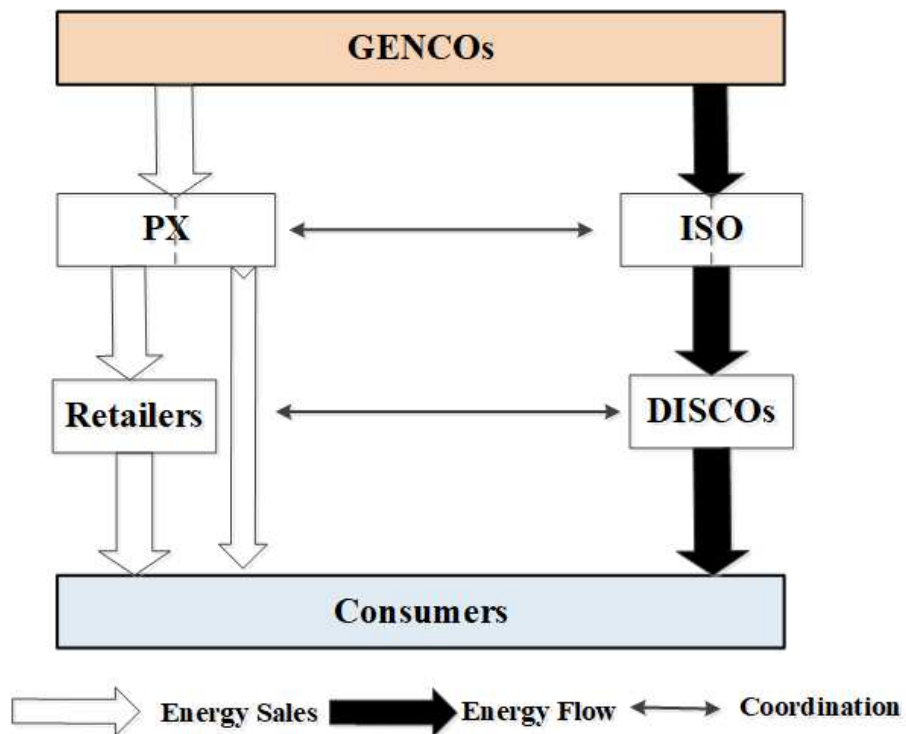 GENCOs
PX
ISO
Retailers
DISCOs
Consumers
Energy Sales
Energy Flow
Coordination